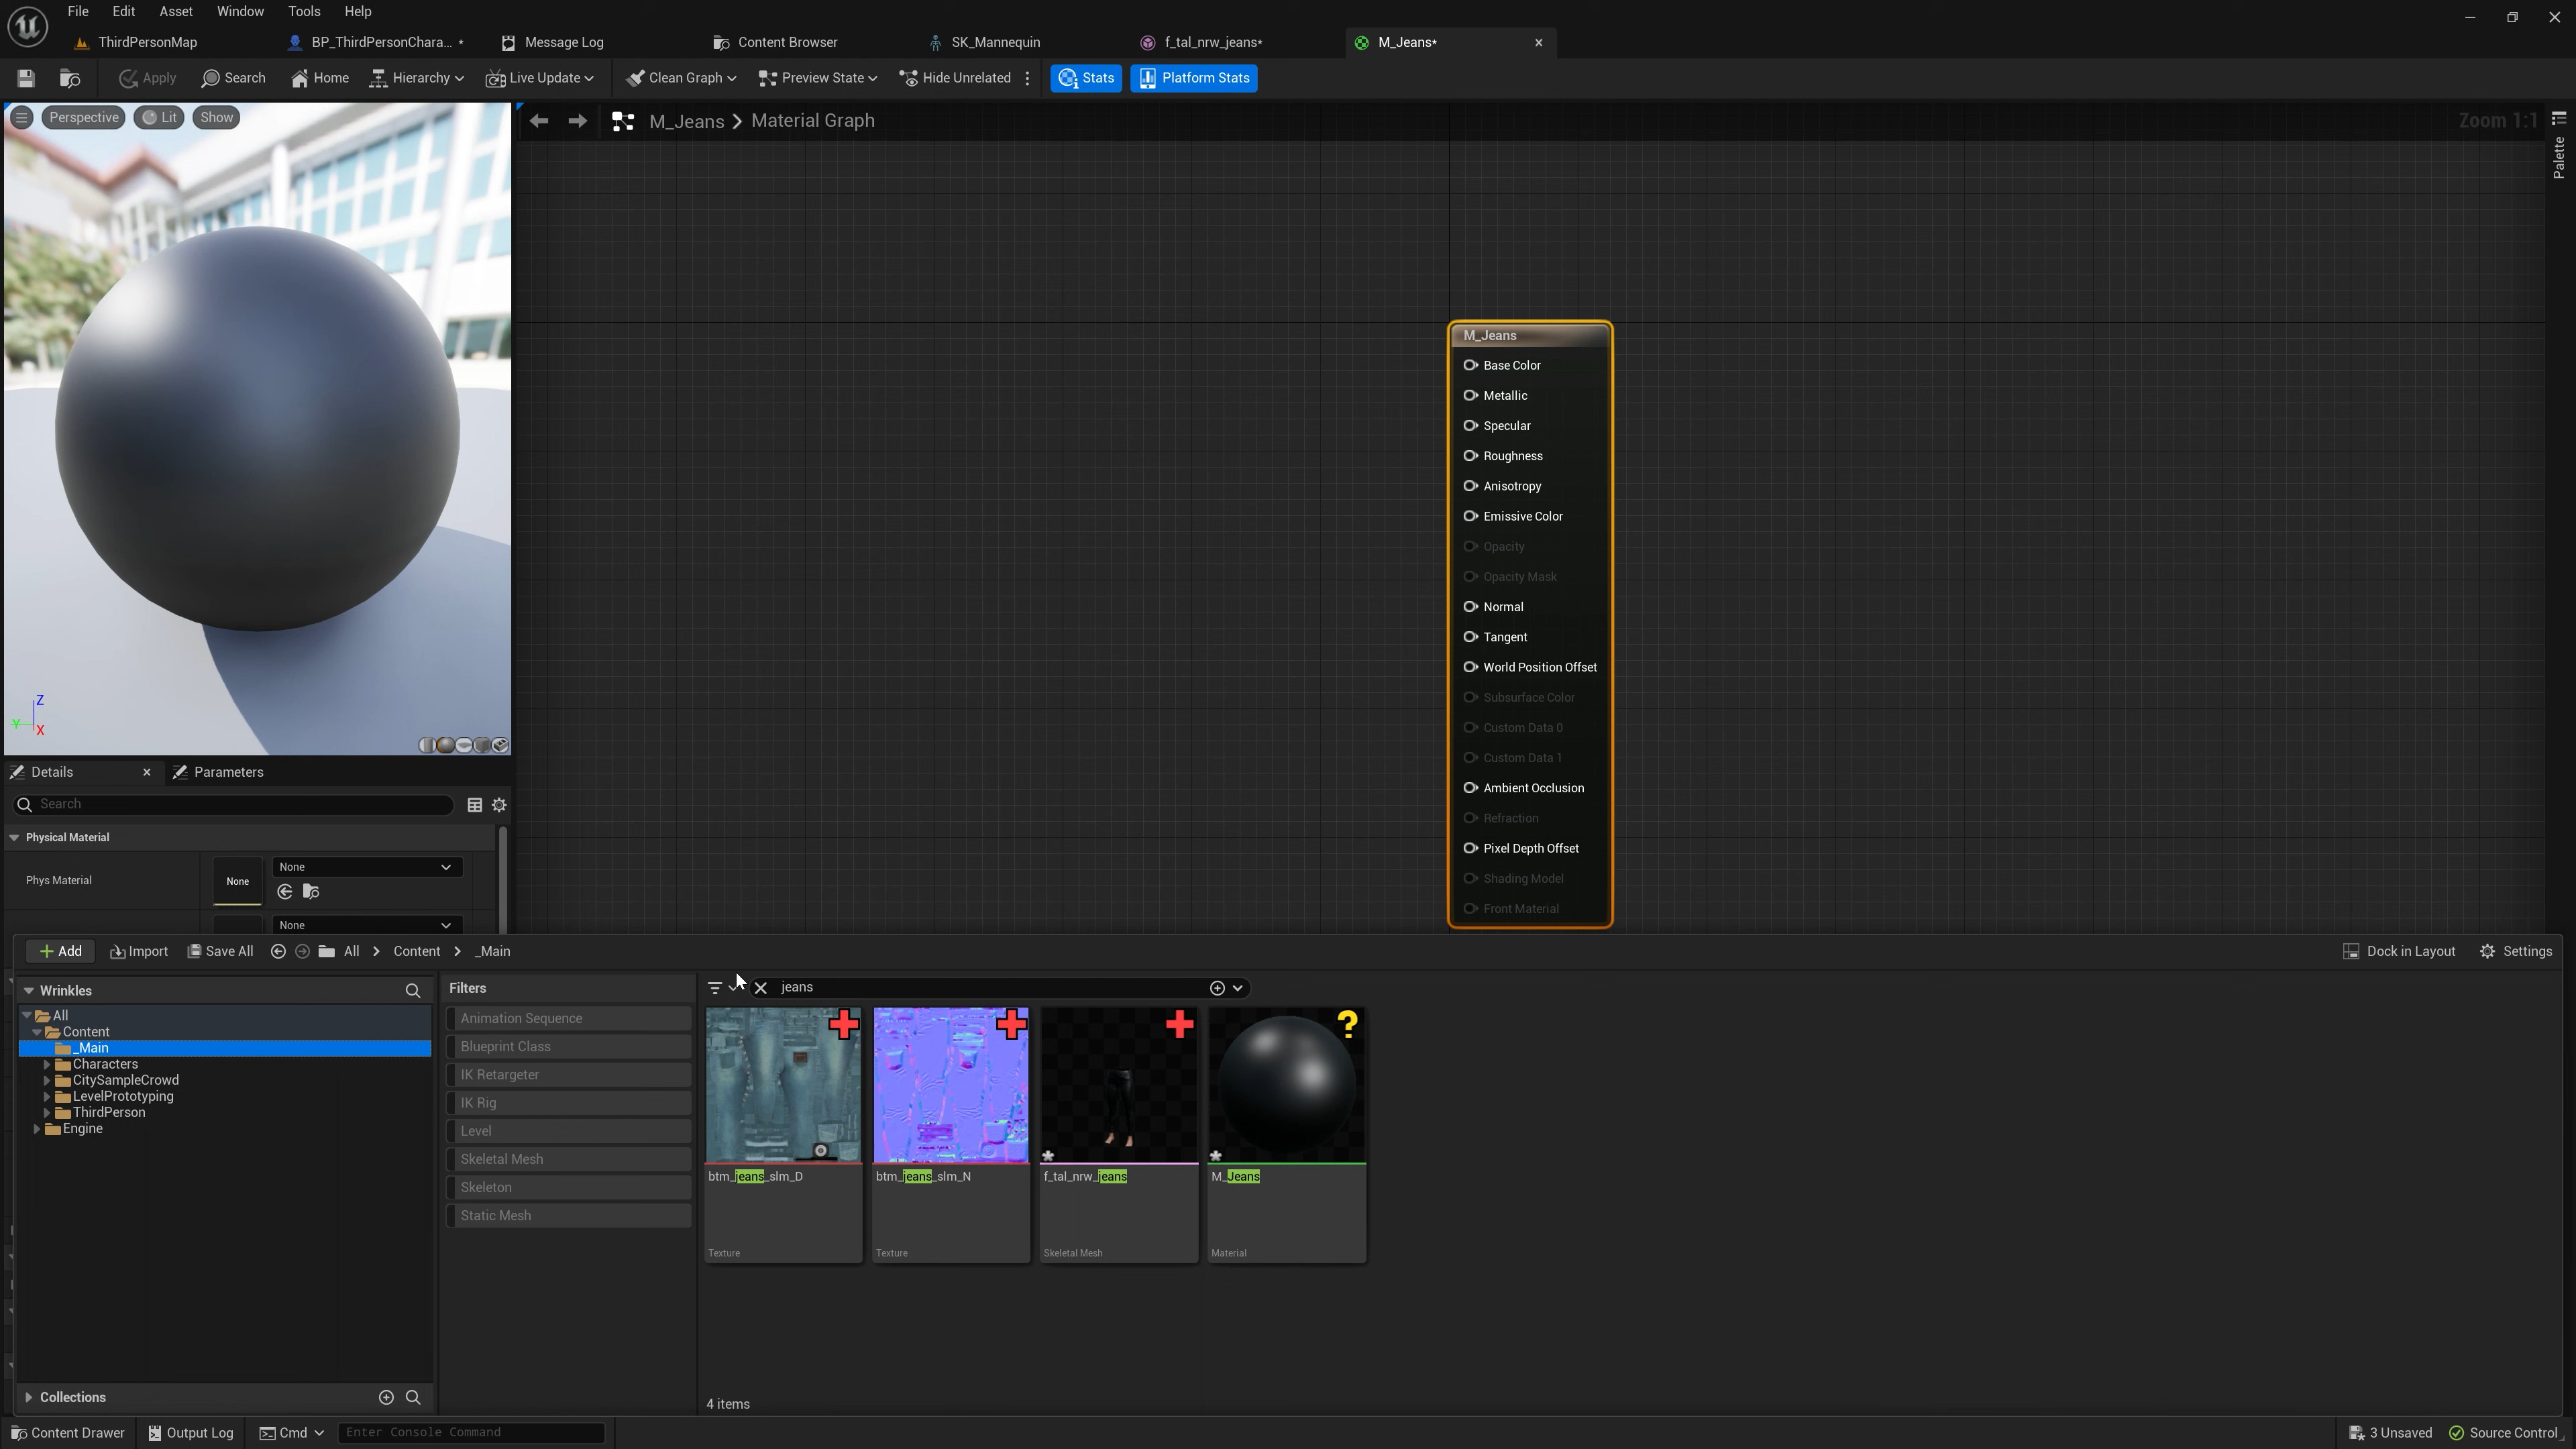 File Edit Asset Window Tools Help
ThirdPersonMap BP_ThirdPersonChara... * Message Log Content Browser SK_Mannequin f_tal_nrw_jeans* M_Jeans*
Apply Search Home Hierarchy Live Update Clean Graph Preview State Hide Unrelated Stats Platform Stats
Perspective Lit Show
M_Jeans > Material Graph
Zoom 1:1
Palette
M_Jeans
Base Color
Metallic
Specular
Roughness
Anisotropy
Emissive Color
Opacity
Opacity Mask
Normal
Tangent
World Position Offset
Subsurface Color
Custom Data 0
Custom Data 1
Ambient Occlusion
Refraction
Pixel Depth Offset
Shading Model
Front Material
Z
Y
X
Details Parameters
Search
Physical Material
Phys Material None None
None
Add Import Save All All > Content > _Main Dock in Layout Settings
Wrinkles
All
Content
_Main
Characters
CitySampleCrowd
LevelPrototyping
ThirdPerson
Engine
Collections
Filters
Animation Sequence
Blueprint Class
IK Retargeter
IK Rig
Level
Skeletal Mesh
Skeleton
Static Mesh
jeans
btm_jeans_slm_D btm_jeans_slm_N f_tal_nrw_jeans M_Jeans
Texture Texture Skeletal Mesh Material
4 items
Content Drawer Output Log Cmd Enter Console Command 3 Unsaved Source Control